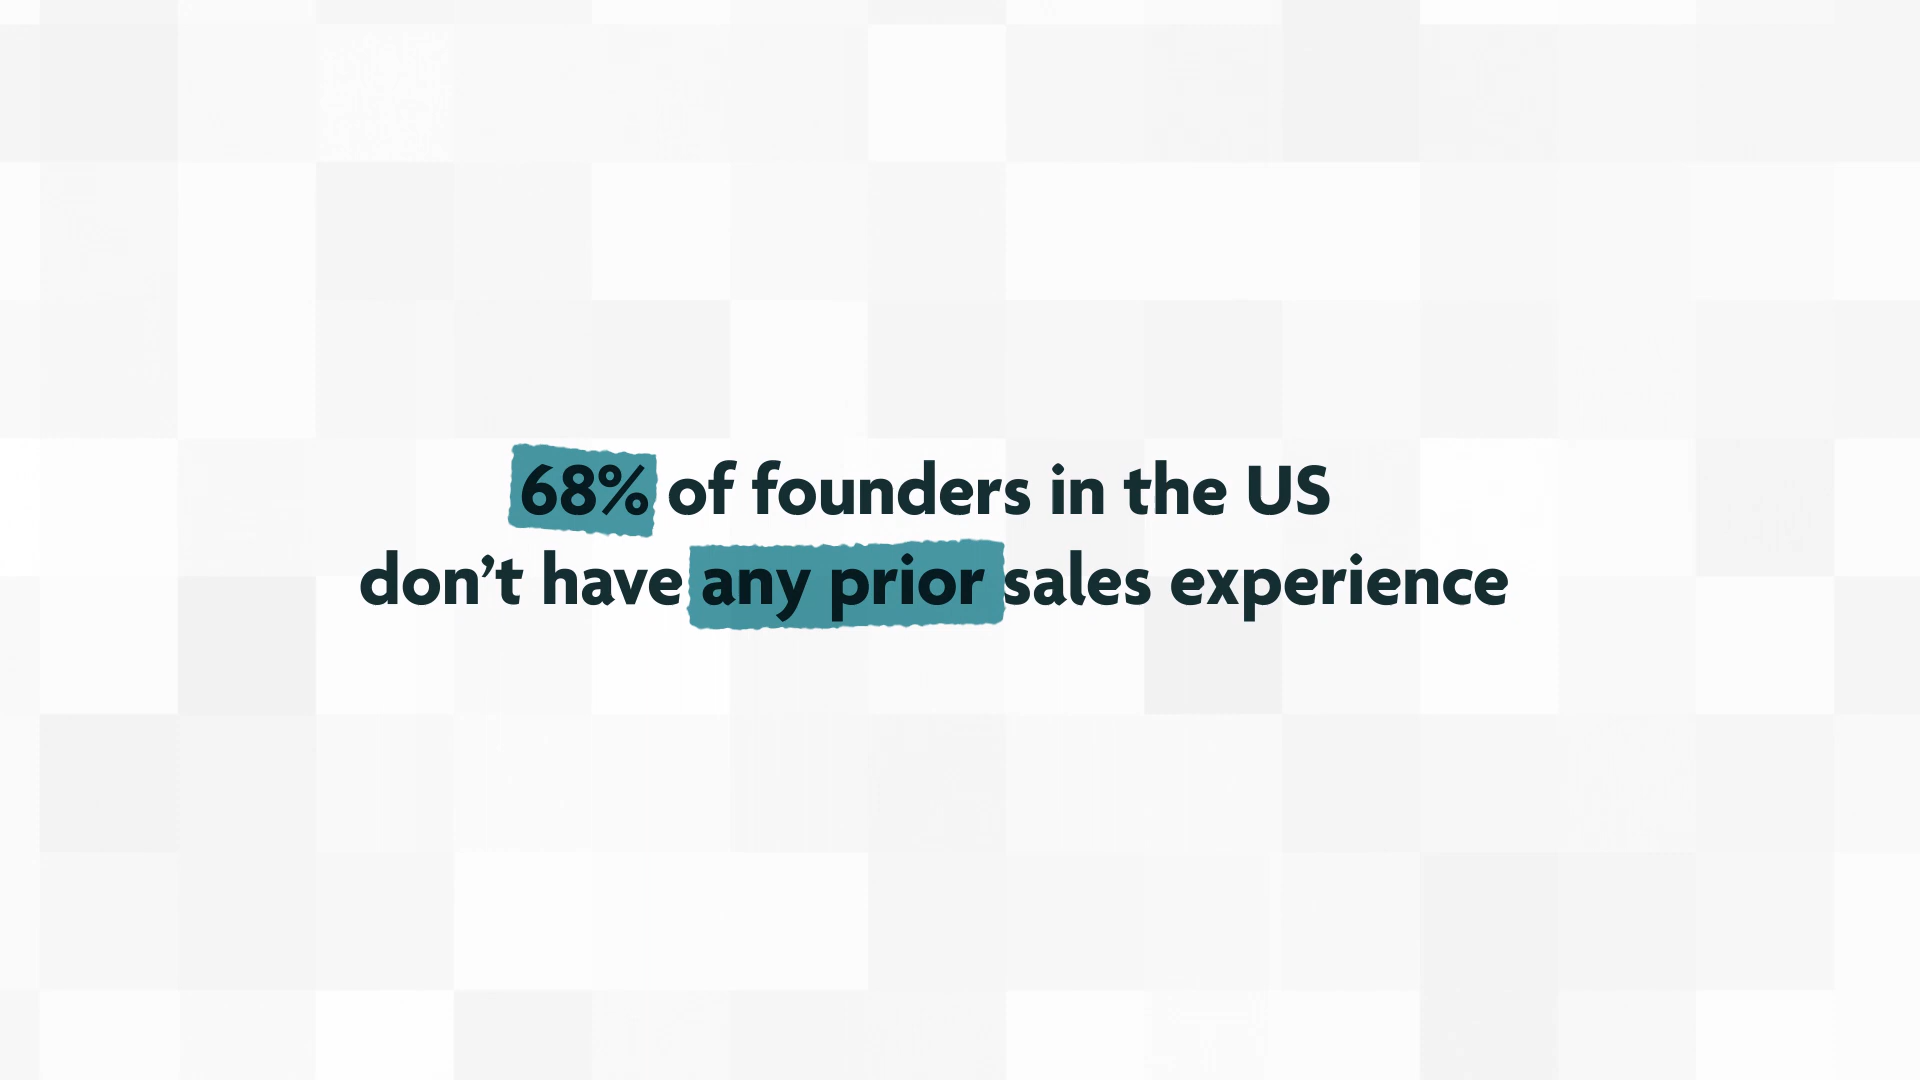 68% of founders in the US
don’t have any prior sales experience